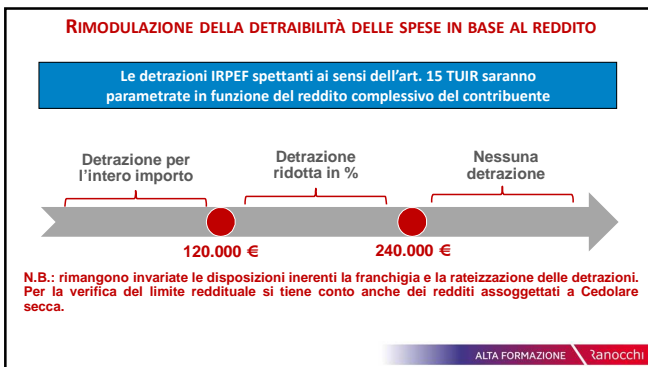 RIMODULAZIONE DELLA DETRAIBILITÀ DELLE SPESE IN BASE AL REDDITO
Le detrazioni IRPEF spettanti ai sensi dell'art. 15 TUIR saranno
parametrate in funzione del reddito complessivo del contribuente
Detrazione per
l'intero importo
Detrazione
ridotta in %
Nessuna
detrazione
120.000 €
240.000 €
N.B.: rimangono invariate le disposizioni inerenti la franchigia e la rateizzazione delle detrazioni.
Per la verifica del limite reddituale si tiene conto anche dei redditi assoggettati a Cedolare
secca.
ALTA FORMAZIONE Ranocchi